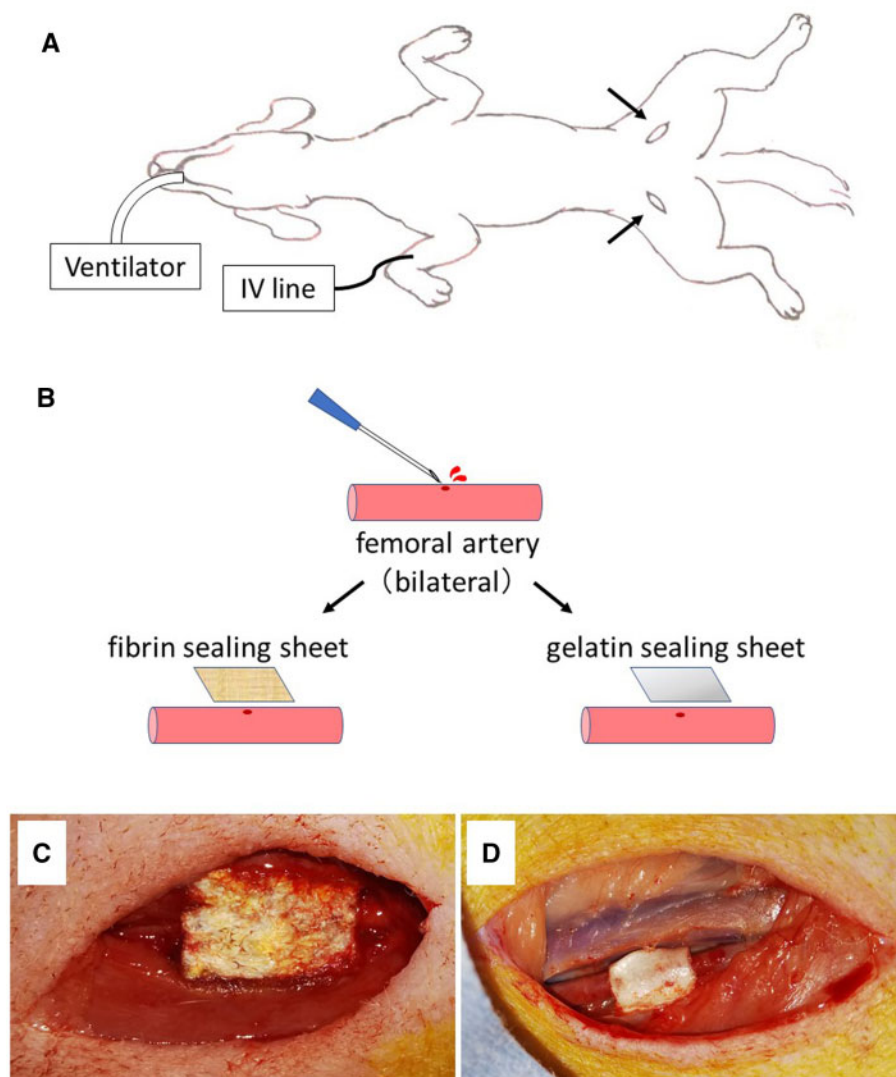 A
Ventilator
IV line
B
femoral artery
（bilateral）
fibrin sealing sheet
gelatin sealing sheet
C
D